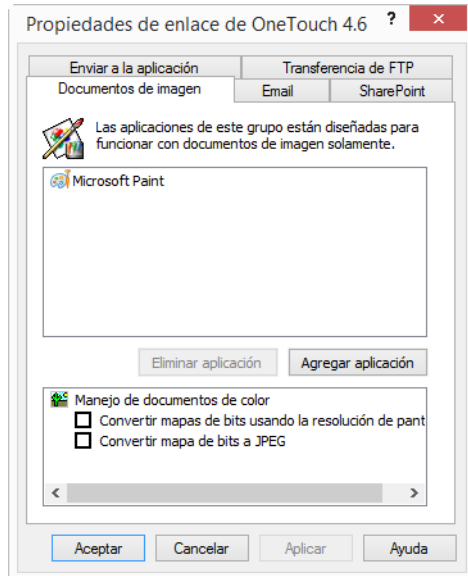 Propiedades de enlace de OneTouch 4.6 ? ×
Enviar a la aplicación Transferencia de FTP
Documentos de imagen Email SharePoint
Las aplicaciones de este grupo están diseñadas para
funcionar con documentos de imagen solamente.
Microsoft Paint
Eliminar aplicación Agregar aplicación
Manejo de documentos de color
Convertir mapas de bits usando la resolución de pant
Convertir mapa de bits a JPEG
Aceptar Cancelar Aplicar Ayuda